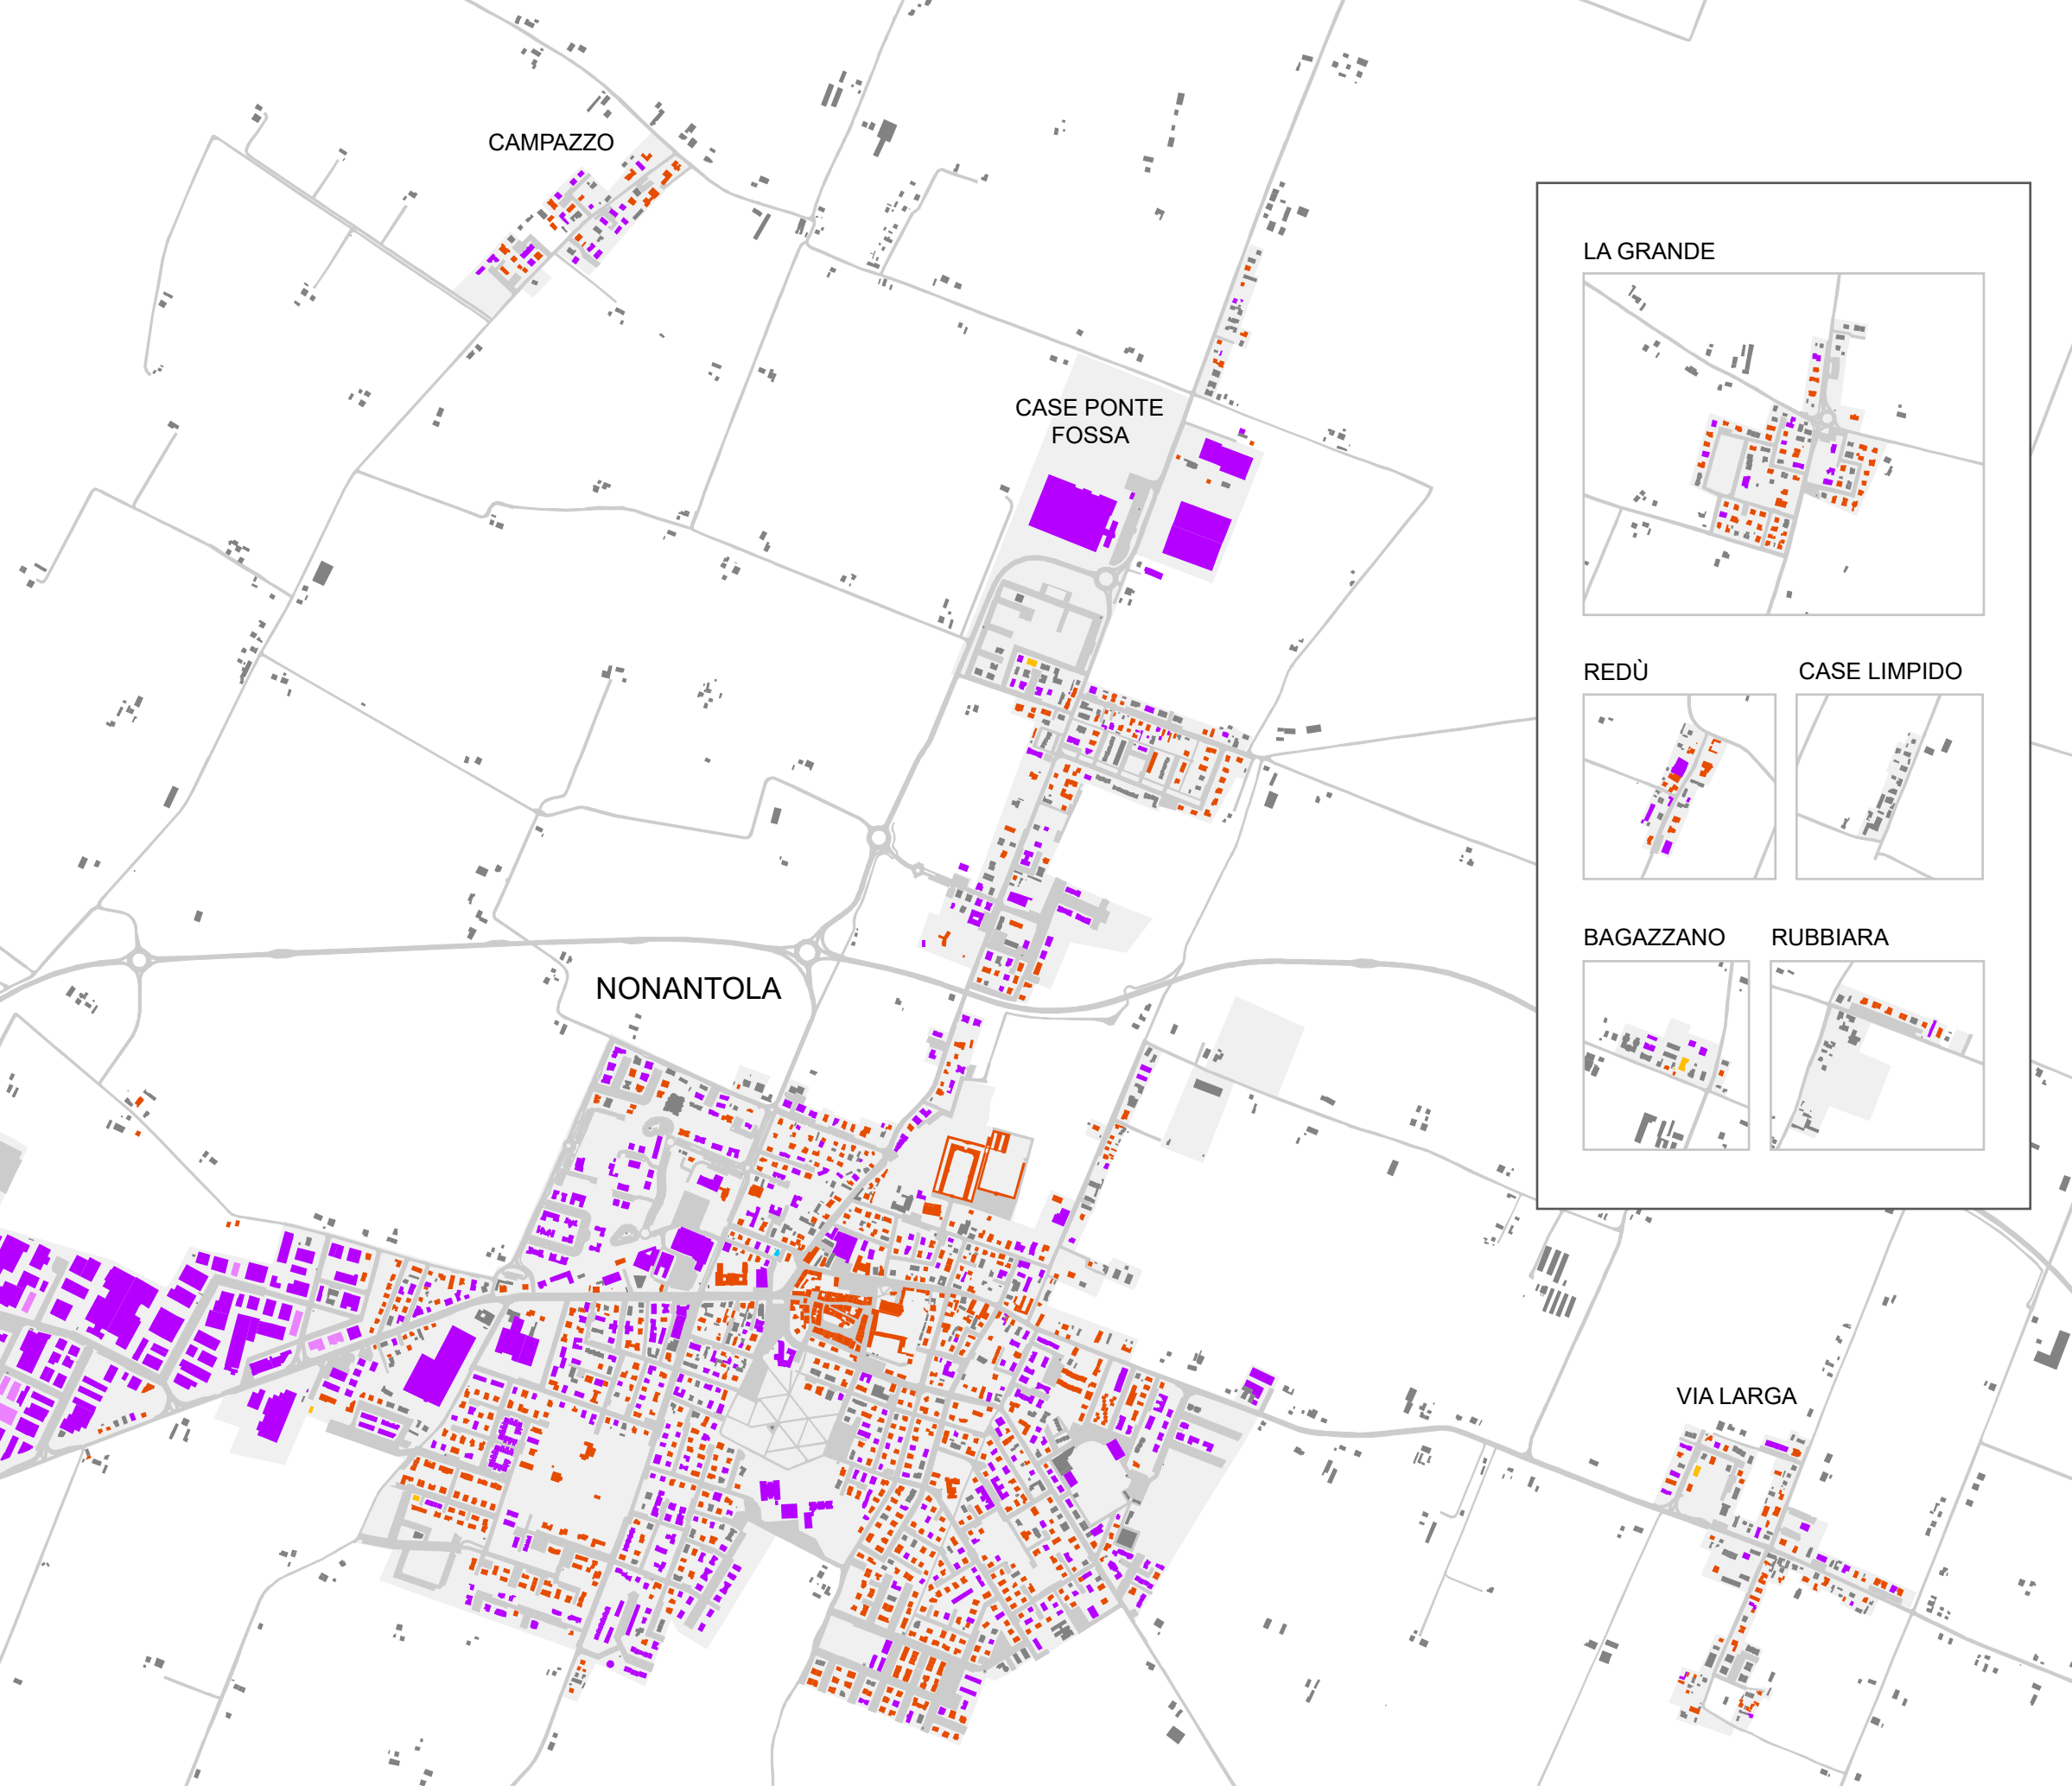 CAMPAZZO
CASE PONTE
FOSSA
NONANTOLA
VIA LARGA
LA GRANDE
REDÙ
CASE LIMPIDO
BAGAZZANO
RUBBIARA